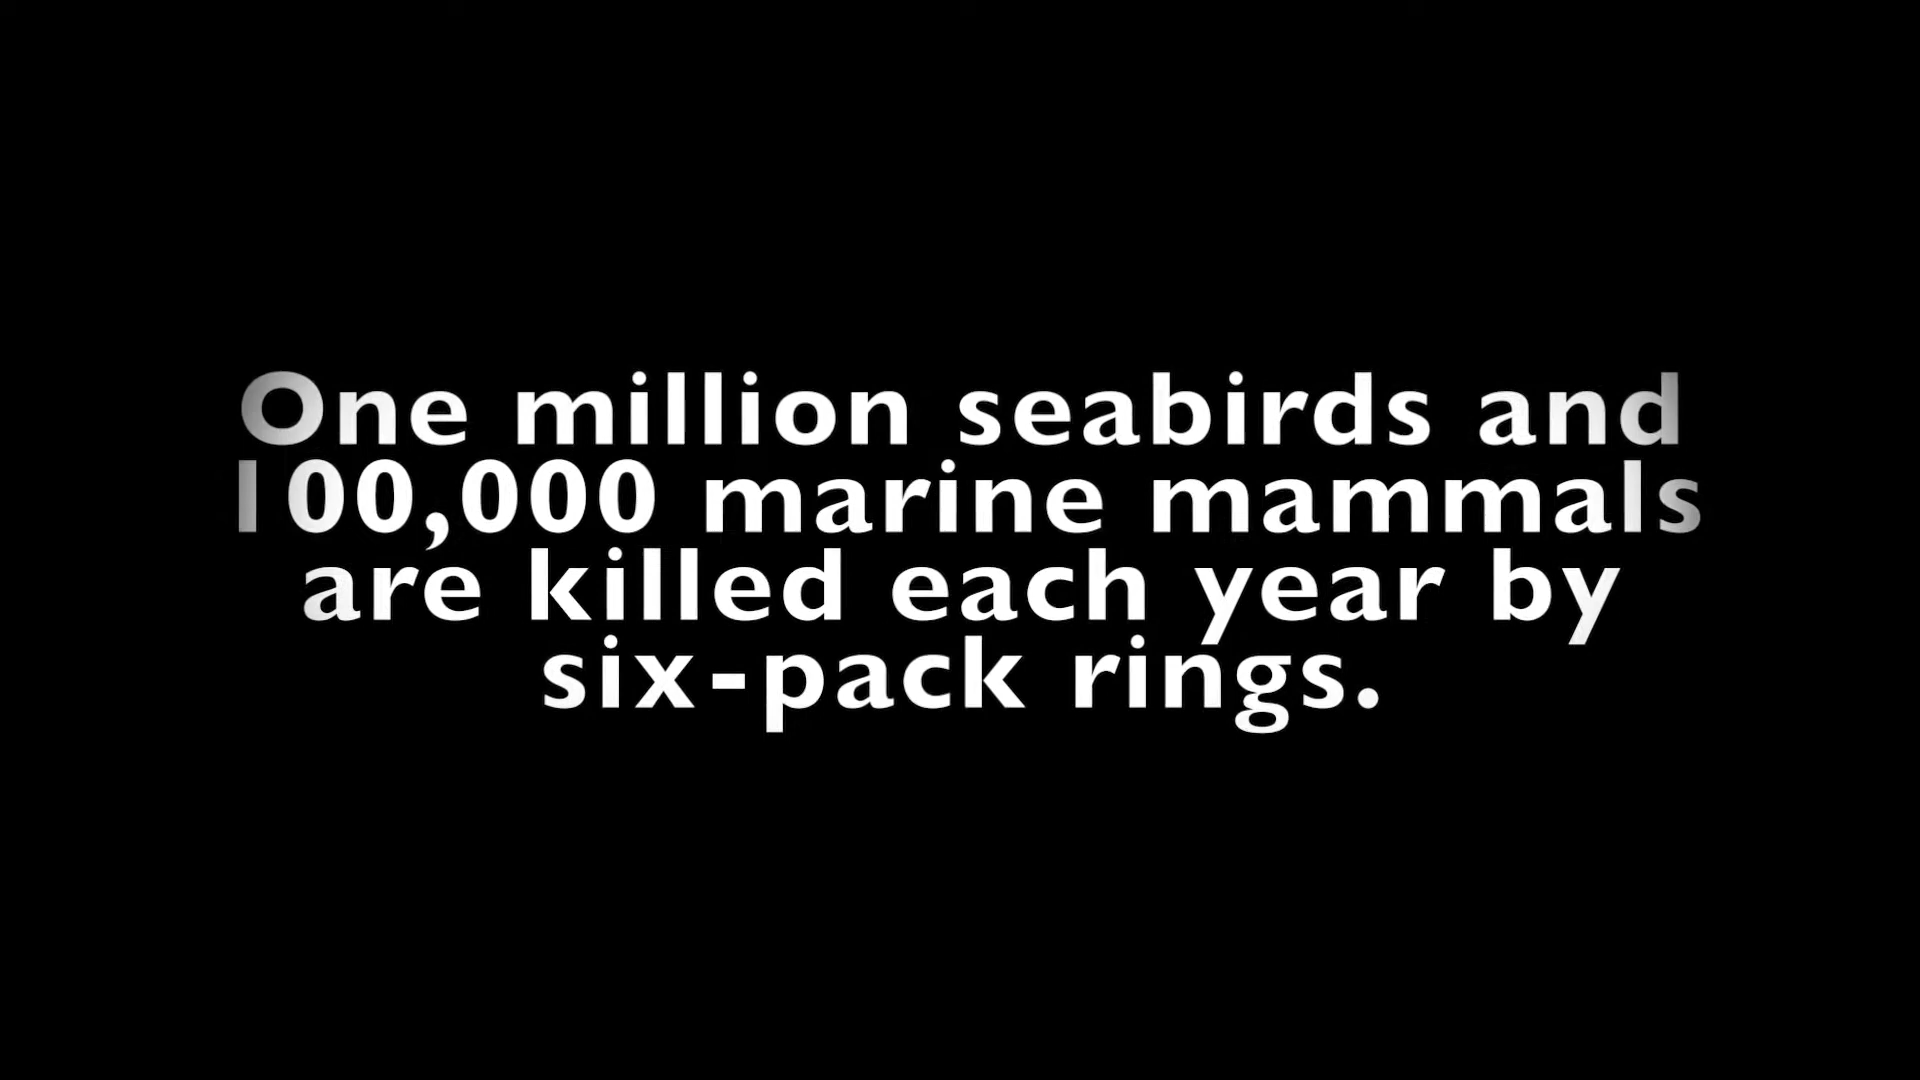 One million seabirds and
100,000 marine mammals
are killed each year by
six-pack rings.